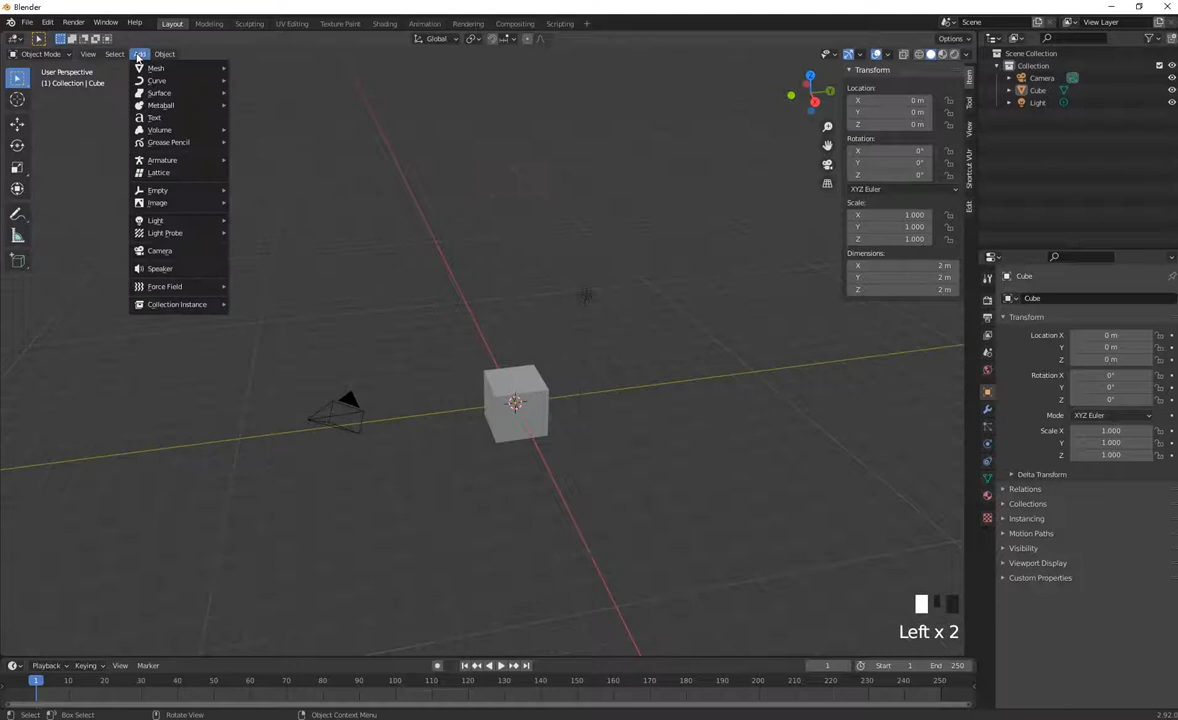 Blender
File Edit Render Window Help Layout Modeling Sculpting UV Editing Texture Paint Shading Animation Rendering Compositing Scripting + Scene View Layer
Global Options
Object Mode View Select Add Object
User Perspective
(1) Collection | Cube
Mesh
Curve
Surface
Metaball
Text
Volume
Grease Pencil
Armature
Lattice
Empty
Image
Light
Light Probe
Camera
Speaker
Force Field
Collection Instance
Y
Z
X
Transform
Location:
X 0 m
Y 0 m
Z 0 m
Rotation:
X 0°
Y 0°
Z 0°
XYZ Euler
Scale:
X 1.000
Y 1.000
Z 1.000
Dimensions:
X 2 m
Y 2 m
Z 2 m
Item
Tool
View
Shortcut VUr
Edit
Scene Collection
Collection
Camera
Cube
Light
Cube
Cube
Transform
Location X 0 m
Y 0 m
Z 0 m
Rotation X 0°
Y 0°
Z 0°
Mode XYZ Euler
Scale X 1.000
Y 1.000
Z 1.000
Delta Transform
Relations
Collections
Instancing
Motion Paths
Visibility
Viewport Display
Custom Properties
Left x 2
Playback Keying View Marker 1 Start 1 End 250
1 10 20 30 40 50 60 70 80 90 100 110 120 130 140 150 160 170 180 190 200 210 220 230 240 250
Select Box Select Rotate View Object Context Menu 2.92.0